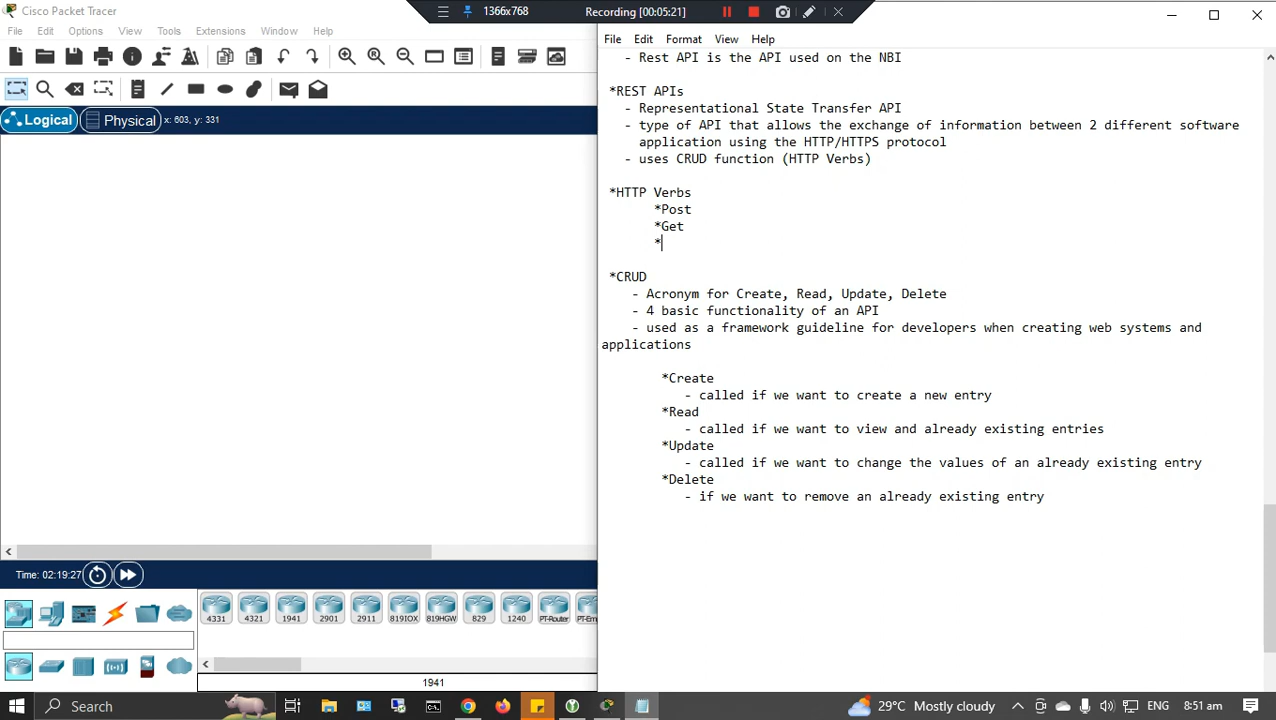 Cisco Packet Tracer
1366x768
Recording [00:05:21]
File Edit Options View Tools Extensions Window Help
File Edit Format View Help
- Rest API is the API used on the NBI
*REST APIs
- Representational State Transfer API
- type of API that allows the exchange of information between 2 different software
application using the HTTP/HTTPS protocol
- uses CRUD function (HTTP Verbs)
*HTTP Verbs
*Post
*Get
*
*CRUD
- Acronym for Create, Read, Update, Delete
- 4 basic functionality of an API
- used as a framework guideline for developers when creating web systems and
applications
*Create
- called if we want to create a new entry
*Read
- called if we want to view and already existing entries
*Update
- called if we want to change the values of an already existing entry
*Delete
- if we want to remove an already existing entry
Logical
Physical
x: 603, y: 331
Time: 02:19:27
4331 4321 1941 2901 2911 819IOX 819HGW 829 1240 PT-Router
1941
Search
29°C Mostly cloudy
ENG
8:51 am